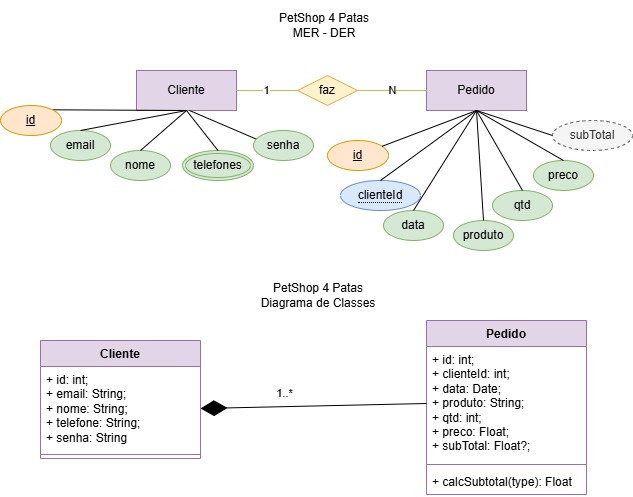 PetShop 4 Patas
MER - DER
Cliente
1
faz
N
Pedido
id
email
nome
telefones
senha
id
clienteId
data
produto
qtd
preco
subTotal
PetShop 4 Patas
Diagrama de Classes
Cliente
+ id: int;
+ email: String;
+ nome: String;
+ telefone: String;
+ senha: String
1..*
Pedido
+ id: int;
+ clienteId: int;
+ data: Date;
+ produto: String;
+ qtd: int;
+ preco: Float;
+ subTotal: Float?;
+ calcSubtotal(type): Float